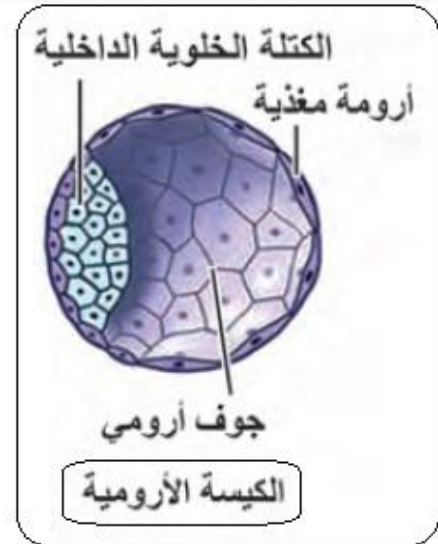 الكتلة الخلوية الداخلية
أرومة مغذية
جوف أرومي
الكيسة الأرومية